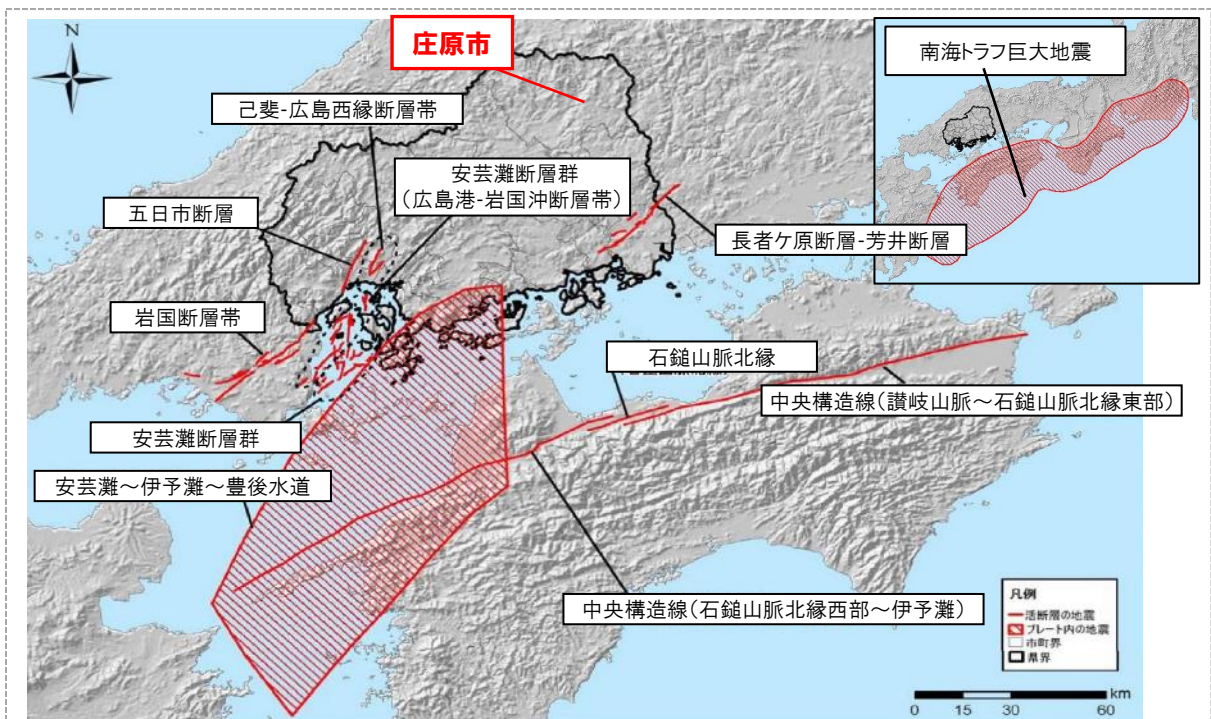 N
庄原市
南海トラフ巨大地震
己斐-広島西縁断層帯
安芸灘断層群
(広島港-岩国沖断層帯)
五日市断層
長者ケ原断層-芳井断層
岩国断層帯
石鎚山脈北縁
中央構造線(讃岐山脈～石鎚山脈北縁東部)
安芸灘断層群
安芸灘～伊予灘～豊後水道
中央構造線(石鎚山脈北縁西部～伊予灘)
凡例
活断層の地震
プレート内の地震
市町界
県界
km
0 15 30 60